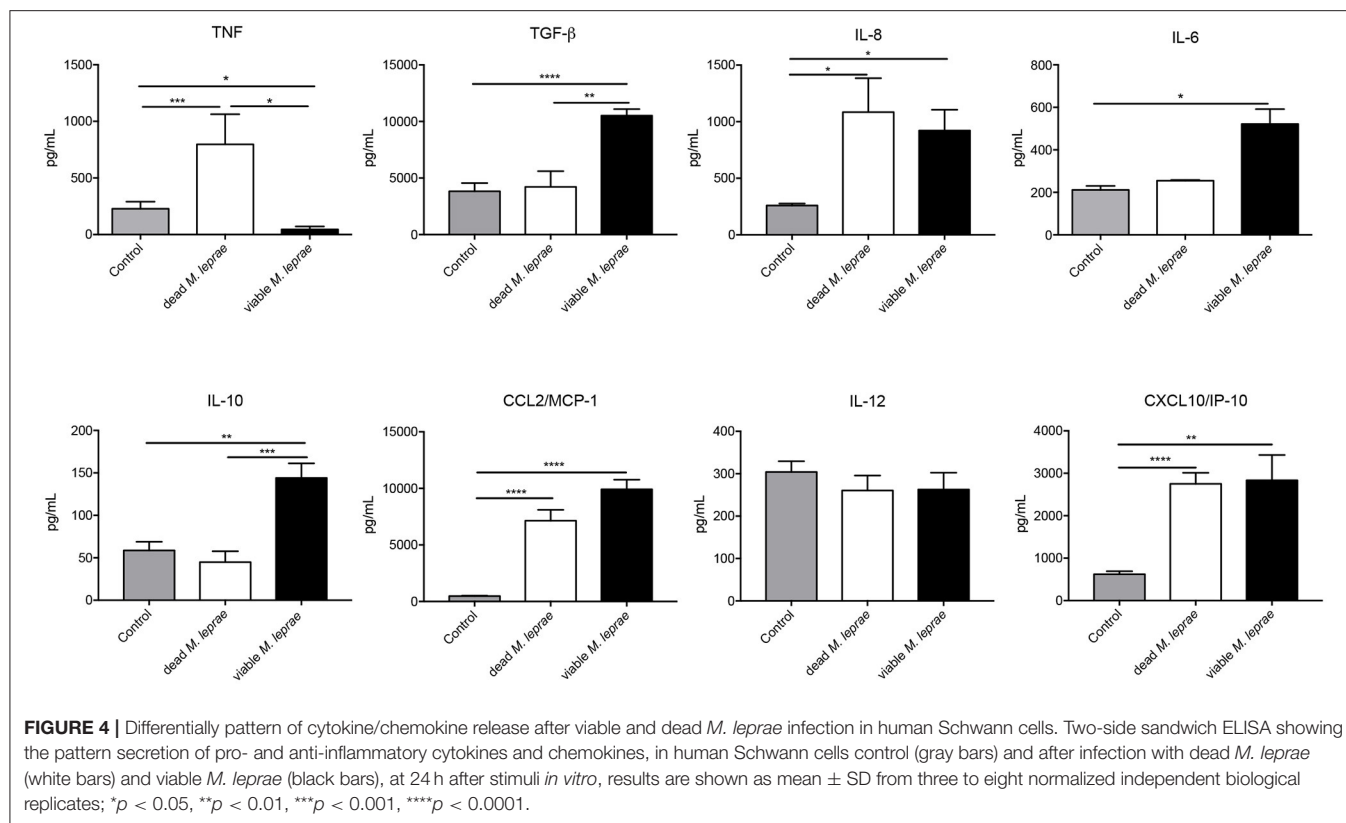 TNF
pg/mL
1500
1000
500
0
*
***
*
Control
dead M. leprae
viable M. leprae
TGF-β
pg/mL
15000
10000
5000
0
****
**
Control
dead M. leprae
viable M. leprae
IL-8
pg/mL
1500
1000
500
0
*
*
Control
dead M. leprae
viable M. leprae
IL-6
pg/mL
800
600
400
200
0
*
Control
dead M. leprae
viable M. leprae
IL-10
pg/mL
200
150
100
50
0
**
***
Control
dead M. leprae
viable M. leprae
CCL2/MCP-1
pg/mL
15000
10000
5000
0
****
****
Control
dead M. leprae
viable M. leprae
IL-12
pg/mL
400
300
200
100
0
Control
dead M. leprae
viable M. leprae
CXCL10/IP-10
pg/mL
4000
3000
2000
1000
0
**
****
Control
dead M. leprae
viable M. leprae
FIGURE 4 | Differentially pattern of cytokine/chemokine release after viable and dead M. leprae infection in human Schwann cells. Two-side sandwich ELISA showing
the pattern secretion of pro- and anti-inflammatory cytokines and chemokines, in human Schwann cells control (gray bars) and after infection with dead M. leprae
(white bars) and viable M. leprae (black bars), at 24 h after stimuli in vitro, results are shown as mean ± SD from three to eight normalized independent biological
replicates; *p < 0.05, **p < 0.01, ***p < 0.001, ****p < 0.0001.